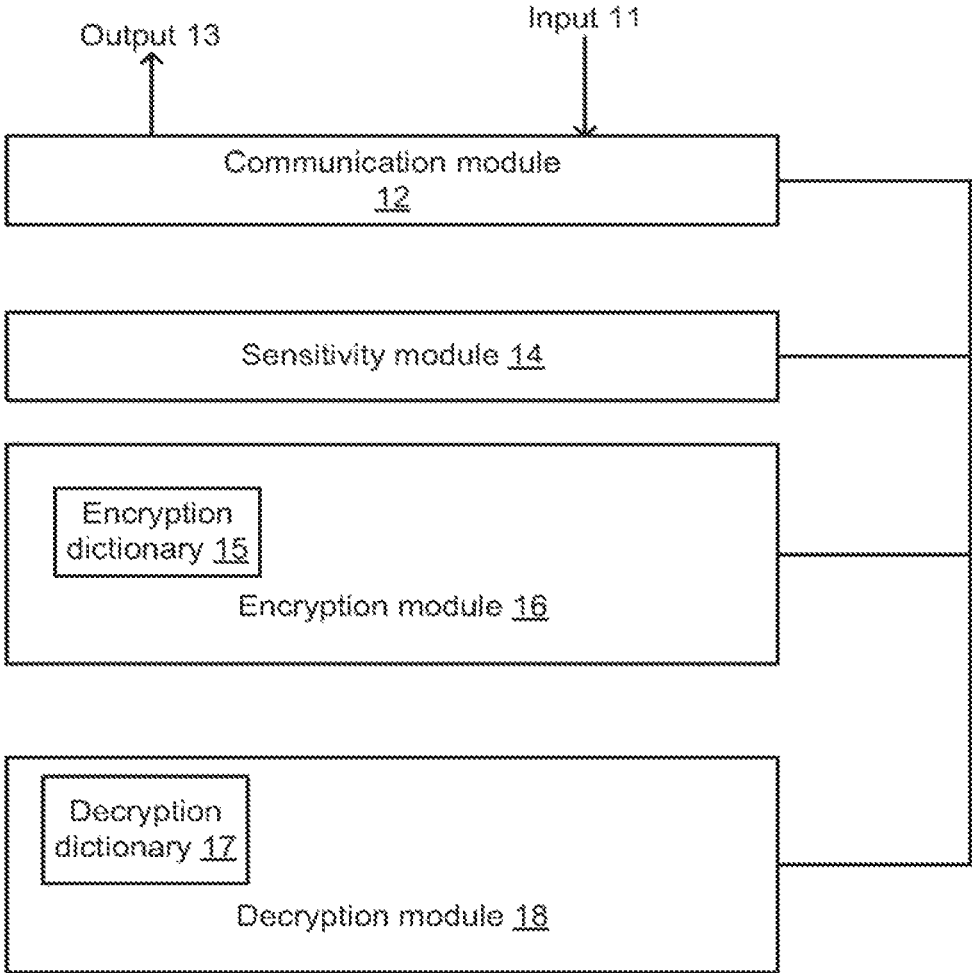 Output 13
Input 11
Communication module
12
Sensitivity module 14
Encryption
dictionary 15
Encryption module 16
Decryption
dictionary 17
Decryption module 18